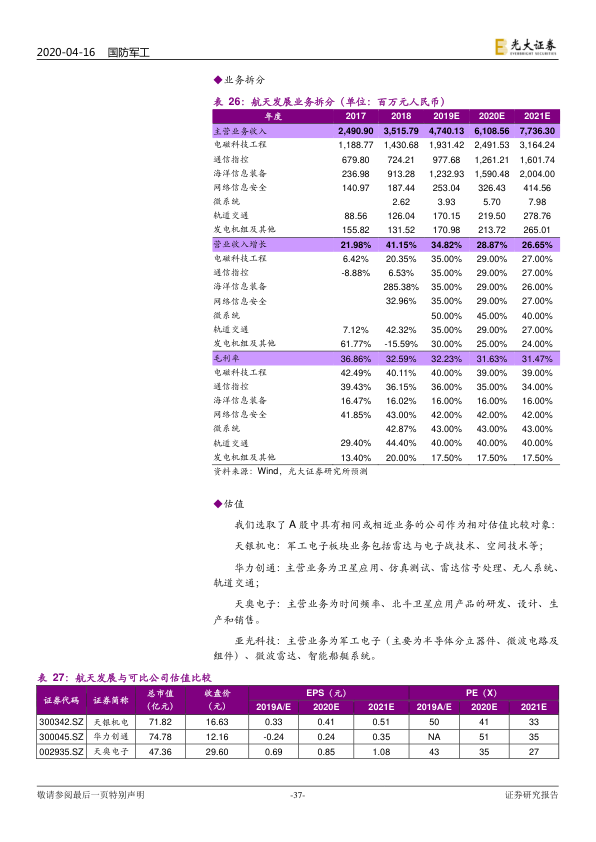 2020-04-16 国防军工
光大证券
EVERBRIGHT SECURITIES
◆业务拆分
表 26：航天发展业务拆分（单位：百万元人民币）
年度 2017 2018 2019E 2020E 2021E
主营业务收入 2,490.90 3,515.79 4,740.13 6,108.56 7,736.30
电磁科技工程 1,188.77 1,430.68 1,931.42 2,491.53 3,164.24
通信指控 679.80 724.21 977.68 1,261.21 1,601.74
海洋信息装备 236.98 913.28 1,232.93 1,590.48 2,004.00
网络信息安全 140.97 187.44 253.04 326.43 414.56
微系统 2.62 3.93 5.70 7.98
轨道交通 88.56 126.04 170.15 219.50 278.76
发电机组及其他 155.82 131.52 170.98 213.72 265.01
营业收入增长 21.98% 41.15% 34.82% 28.87% 26.65%
电磁科技工程 6.42% 20.35% 35.00% 29.00% 27.00%
通信指控 -8.88% 6.53% 35.00% 29.00% 27.00%
海洋信息装备 285.38% 35.00% 29.00% 26.00%
网络信息安全 32.96% 35.00% 29.00% 27.00%
微系统 50.00% 45.00% 40.00%
轨道交通 7.12% 42.32% 35.00% 29.00% 27.00%
发电机组及其他 61.77% -15.59% 30.00% 25.00% 24.00%
毛利率 36.86% 32.59% 32.23% 31.63% 31.47%
电磁科技工程 42.49% 40.11% 40.00% 39.00% 39.00%
通信指控 39.43% 36.15% 36.00% 35.00% 34.00%
海洋信息装备 16.47% 16.02% 16.00% 16.00% 16.00%
网络信息安全 41.85% 43.00% 42.00% 42.00% 42.00%
微系统 42.87% 43.00% 43.00% 43.00%
轨道交通 29.40% 44.40% 40.00% 40.00% 40.00%
发电机组及其他 13.40% 20.00% 17.50% 17.50% 17.50%
资料来源：Wind，光大证券研究所预测
◆估值
我们选取了 A 股中具有相同或相近业务的公司作为相对估值比较对象：
天银机电：军工电子板块业务包括雷达与电子战技术、空间技术等；
华力创通：主营业务为卫星应用、仿真测试、雷达信号处理、无人系统、
轨道交通；
天奥电子：主营业务为时间频率、北斗卫星应用产品的研发、设计、生
产和销售。
亚光科技：主营业务为军工电子（主要为半导体分立器件、微波电路及
组件）、微波雷达、智能船艇系统。
表 27：航天发展与可比公司估值比较
证券代码 证券简称 总市值 收盘价 EPS（元） PE（X）
（亿元） （元） 2019A/E 2020E 2021E 2019A/E 2020E 2021E
300342.SZ 天银机电 71.82 16.63 0.33 0.41 0.51 50 41 33
300045.SZ 华力创通 74.78 12.16 -0.24 0.24 0.35 NA 51 35
002935.SZ 天奥电子 47.36 29.60 0.69 0.85 1.08 43 35 27
敬请参阅最后一页特别声明 -37- 证券研究报告